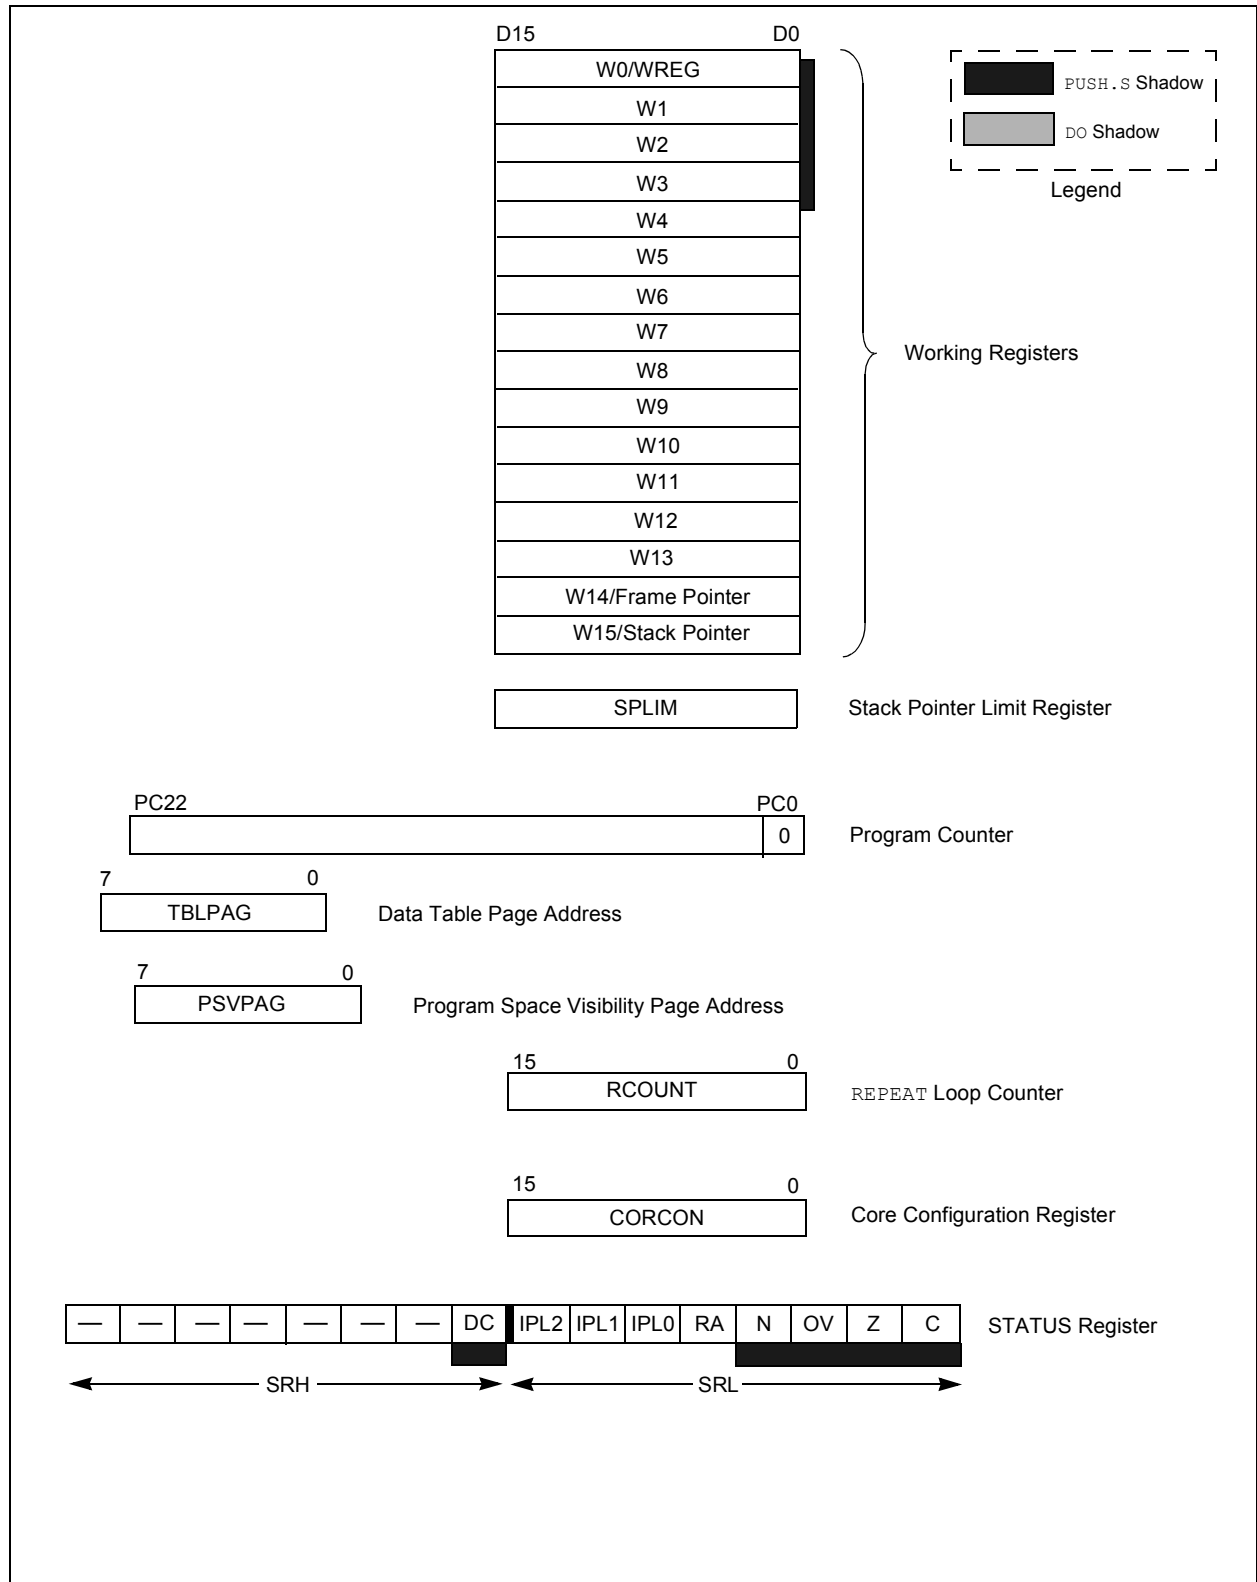 D15 D0
W0/WREG
PUSH.S Shadow
W1
DO Shadow
W2
W3
Legend
W4
W5
W6
W7
Working Registers
W8
W9
W10
W11
W12
W13
W14/Frame Pointer
W15/Stack Pointer
SPLIM Stack Pointer Limit Register
PC22 PC0
0 Program Counter
7 0
TBLPAG Data Table Page Address
7 0
PSVPAG Program Space Visibility Page Address
15 0
RCOUNT REPEAT Loop Counter
15 0
CORCON Core Configuration Register
— — — — — — — DC IPL2 IPL1 IPL0 RA N OV Z C STATUS Register
SRH SRL